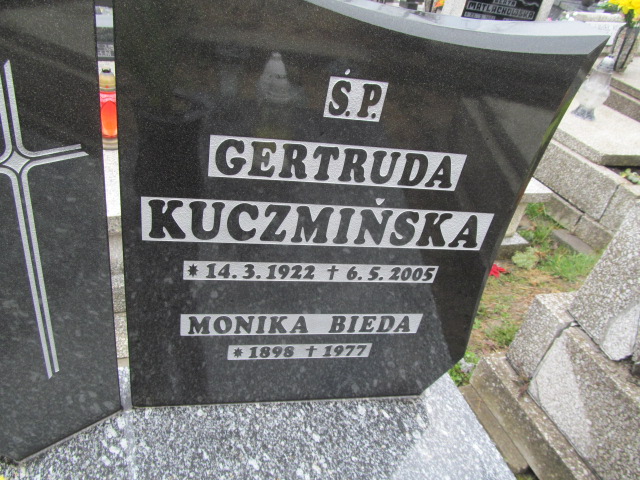 Ś.P.
GERTRUDA
KUCZMIŃSKA
* 14.3.1922 † 6.5.2005
MONIKA BIEDA
* 1898 † 1977